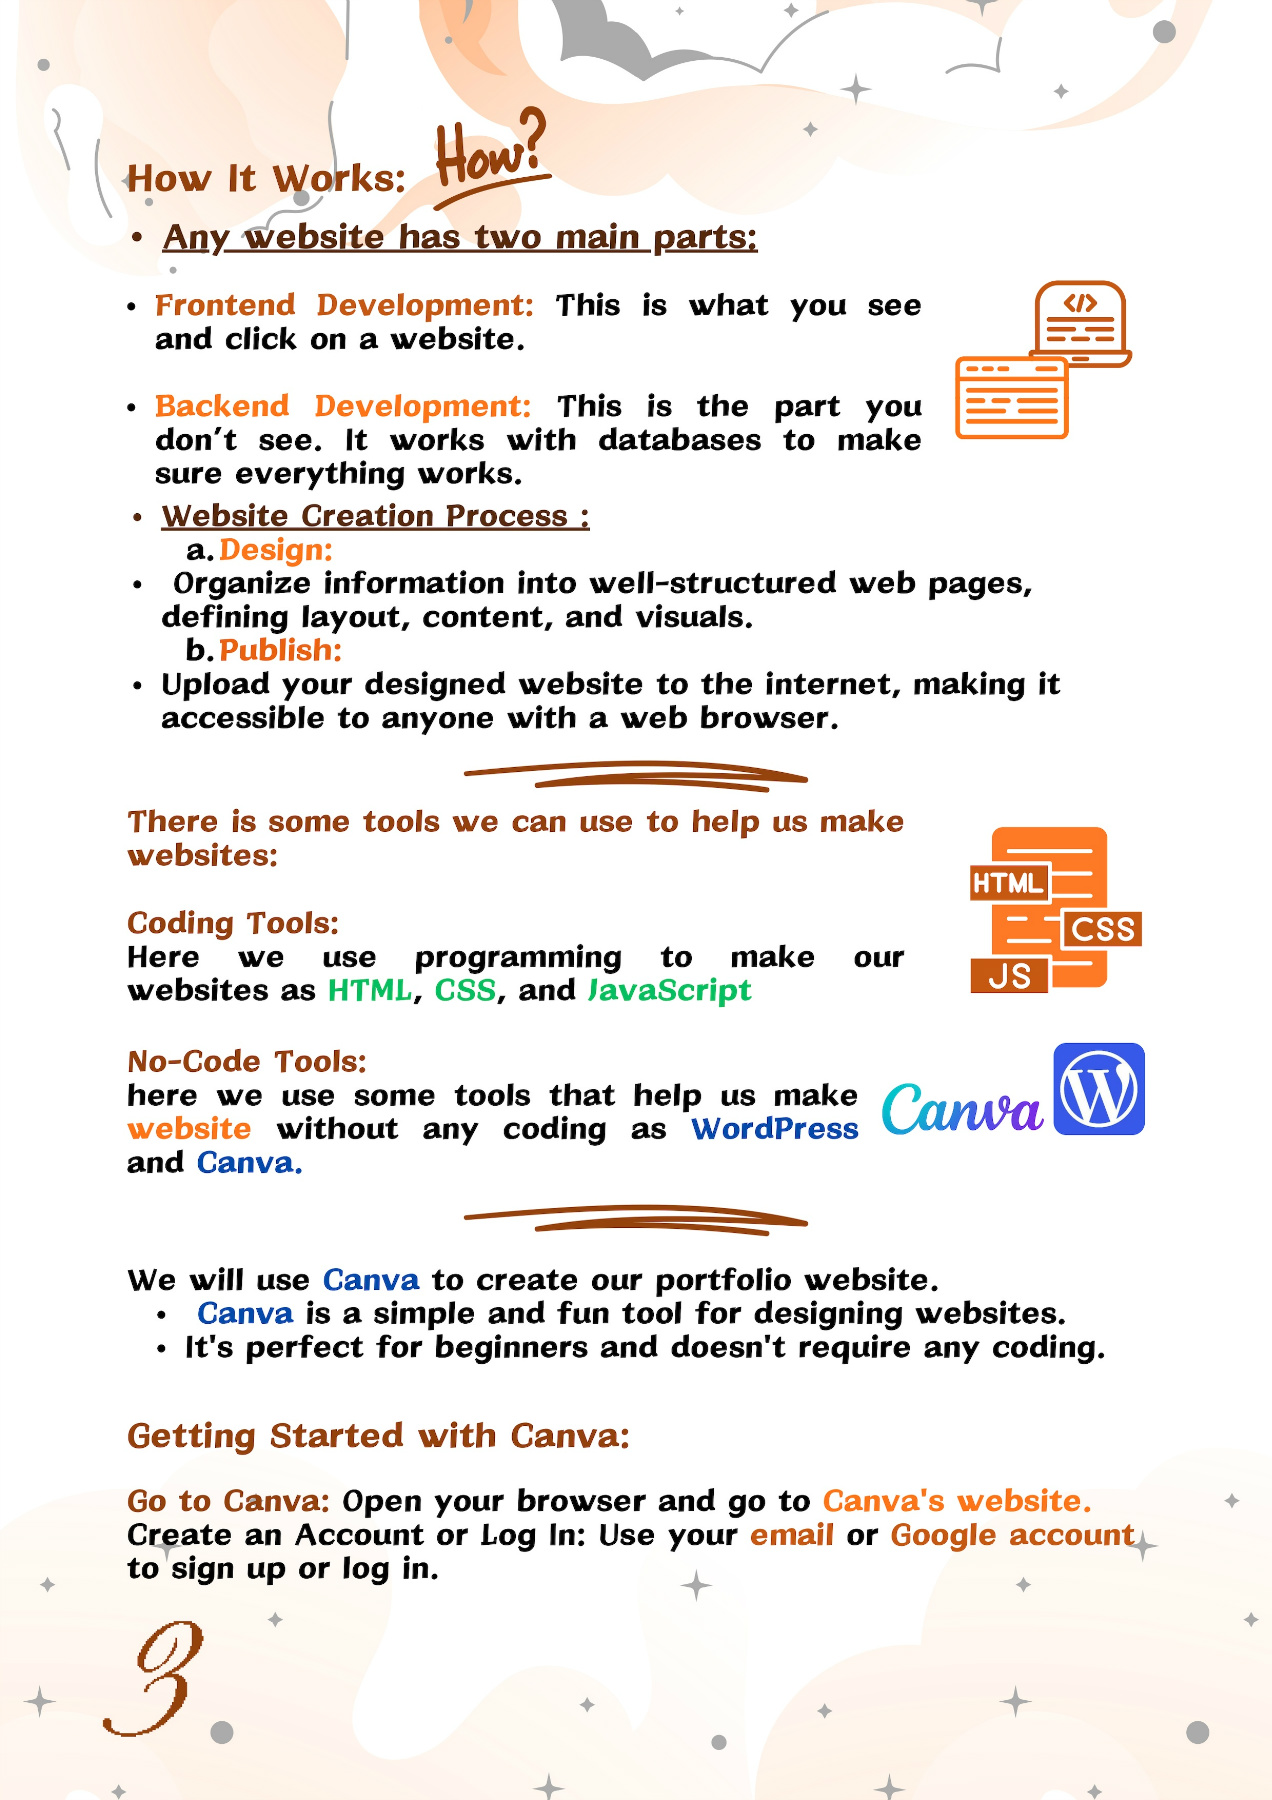 How It Works: How?
• Any website has two main parts:
• Frontend Development: This is what you see
and click on a website.
• Backend Development: This is the part you
don't see. It works with databases to make
sure everything works.
• Website Creation Process :
a. Design:
• Organize information into well-structured web pages,
defining layout, content, and visuals.
b. Publish:
• Upload your designed website to the internet, making it
accessible to anyone with a web browser.
There is some tools we can use to help us make
websites:
Coding Tools:
Here we use programming to make our
websites as HTML, CSS, and JavaScript
HTML
CSS
JS
No-Code Tools:
here we use some tools that help us make
website without any coding as WordPress
and Canva.
Canva
W
We will use Canva to create our portfolio website.
• Canva is a simple and fun tool for designing websites.
• It's perfect for beginners and doesn't require any coding.
Getting Started with Canva:
Go to Canva: Open your browser and go to Canva's website.
Create an Account or Log In: Use your email or Google account
to sign up or log in.
3